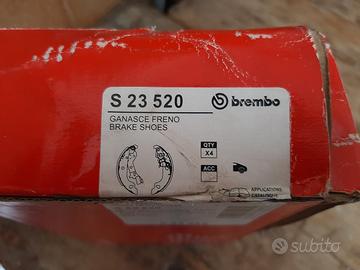 S 23 520
brembo
GANASCE FRENO
BRAKE SHOES
QTY
X4
ACC
APPLICATIONS
CATALOGUE
subito